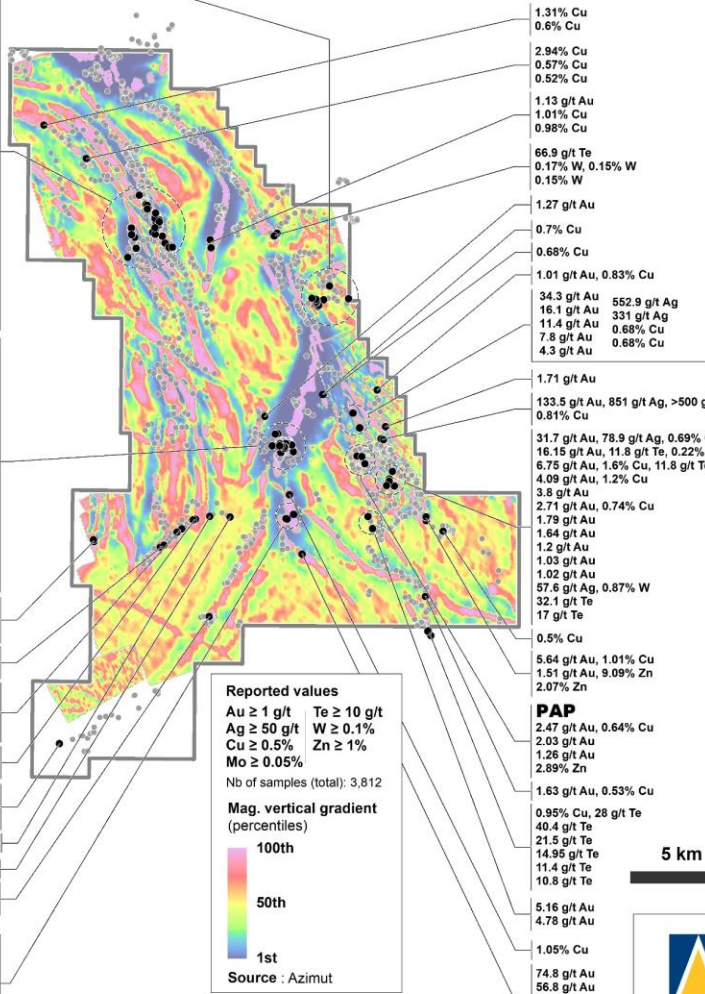 1.31% Cu
0.6% Cu
2.94% Cu
0.57% Cu
0.52% Cu
1.13 g/t Au
1.01% Cu
0.98% Cu
66.9 g/t Te
0.17% W, 0.15% W
0.15% W
1.27 g/t Au
0.7% Cu
0.68% Cu
1.01 g/t Au, 0.83% Cu
34.3 g/t Au
16.1 g/t Au
11.4 g/t Au
7.8 g/t Au
4.3 g/t Au
552.9 g/t Ag
331 g/t Ag
0.68% Cu
0.68% Cu
1.71 g/t Au
133.5 g/t Au, 851 g/t Ag, >500 g
0.81% Cu
31.7 g/t Au, 78.9 g/t Ag, 0.69%
16.15 g/t Au, 11.8 g/t Te, 0.22%
6.75 g/t Au, 1.6% Cu, 11.8 g/t Te
4.09 g/t Au, 1.2% Cu
3.8 g/t Au
2.71 g/t Au, 0.74% Cu
1.79 g/t Au
1.64 g/t Au
1.2 g/t Au
1.03 g/t Au
1.02 g/t Au
57.6 g/t Ag, 0.87% W
32.1 g/t Te
17 g/t Te
0.5% Cu
5.64 g/t Au, 1.01% Cu
1.51 g/t Au, 9.09% Zn
2.07% Zn
PAP
2.47 g/t Au, 0.64% Cu
2.03 g/t Au
1.26 g/t Au
2.89% Zn
1.63 g/t Au, 0.53% Cu
0.95% Cu, 28 g/t Te
40.4 g/t Te
21.5 g/t Te
14.95 g/t Te
11.4 g/t Te
10.8 g/t Te
5.16 g/t Au
4.78 g/t Au
1.05% Cu
74.8 g/t Au
56.8 g/t Au
5 km
Reported values
Au ≥ 1 g/t Te ≥ 10 g/t
Ag ≥ 50 g/t W ≥ 0.1%
Cu ≥ 0.5% Zn ≥ 1%
Mo ≥ 0.05%
Nb of samples (total): 3,812
Mag. vertical gradient
(percentiles)
100th
50th
1st
Source : Azimut